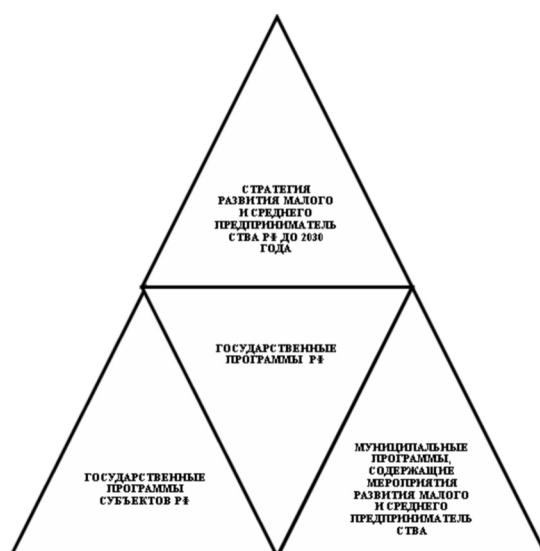 СТРАТЕГИЯ
РАЗВИТИЯ МАЛОГО
И СРЕДНЕГО
ПРЕДПРИНИМАТЕЛЬ
СТВА РФ ДО 2030
ГОДА
ГОСУДАРСТВЕННЫЕ
ПРОГРАММЫ РФ
ГОСУДАРСТВЕННЫЕ
ПРОГРАММЫ
СУБЪЕКТОВ РФ
МУНИЦИПАЛЬНЫЕ
ПРОГРАММЫ,
СОДЕРЖАЩИЕ
МЕРОПРИЯТИЯ
РАЗВИТИЯ МАЛОГО
И СРЕДНЕГО
ПРЕДПРИНИМАТЕЛЬ
СТВА